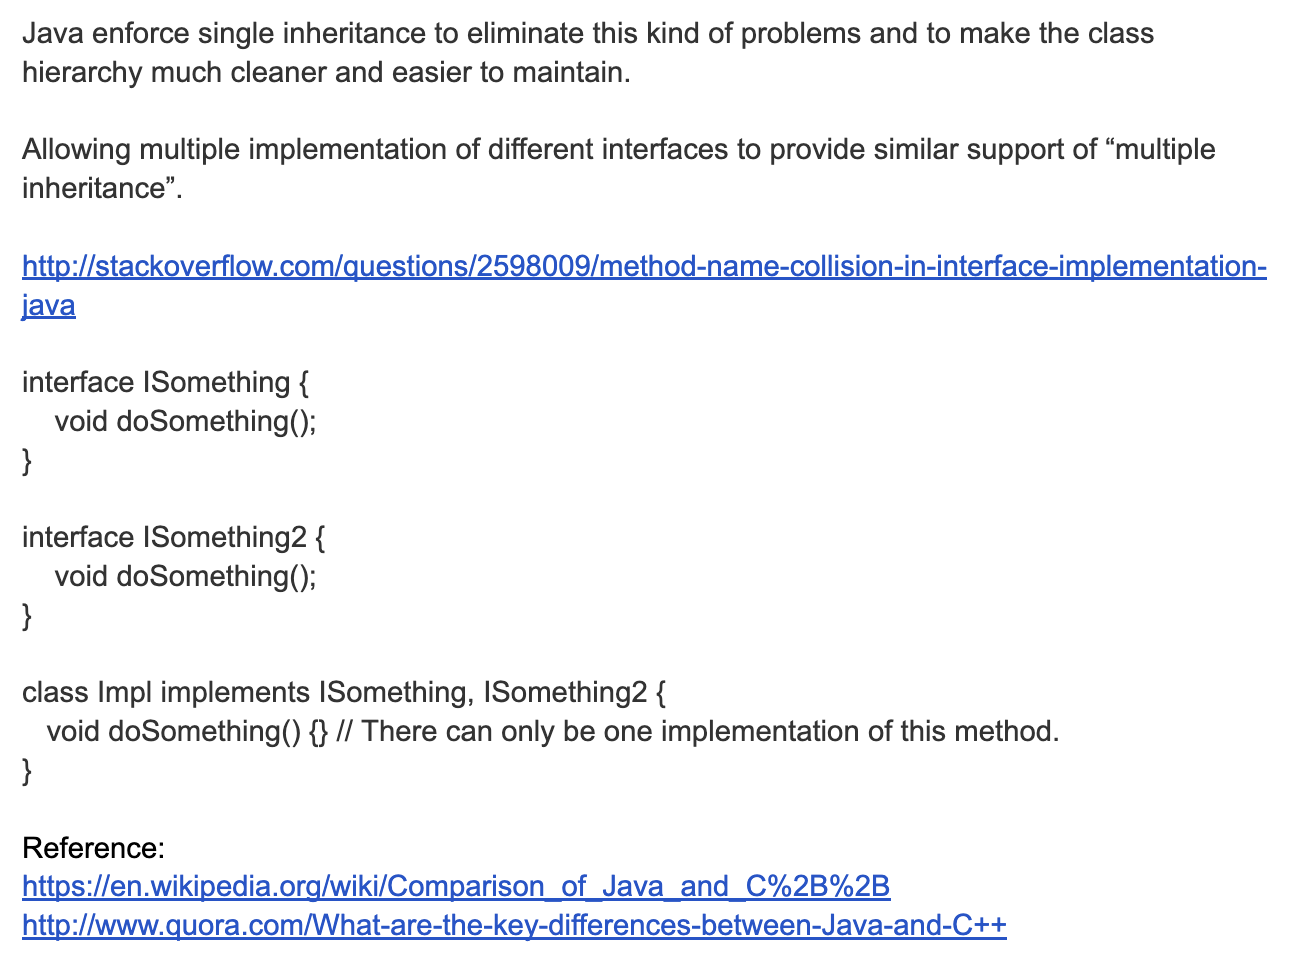 Java enforce single inheritance to eliminate this kind of problems and to make the class
hierarchy much cleaner and easier to maintain.
Allowing multiple implementation of different interfaces to provide similar support of “multiple
inheritance”.
http://stackoverflow.com/questions/2598009/method-name-collision-in-interface-implementation-
java
interface ISomething {
    void doSomething();
}
interface ISomething2 {
    void doSomething();
}
class Impl implements ISomething, ISomething2 {
   void doSomething() {} // There can only be one implementation of this method.
}
Reference:
https://en.wikipedia.org/wiki/Comparison_of_Java_and_C%2B%2B
http://www.quora.com/What-are-the-key-differences-between-Java-and-C++